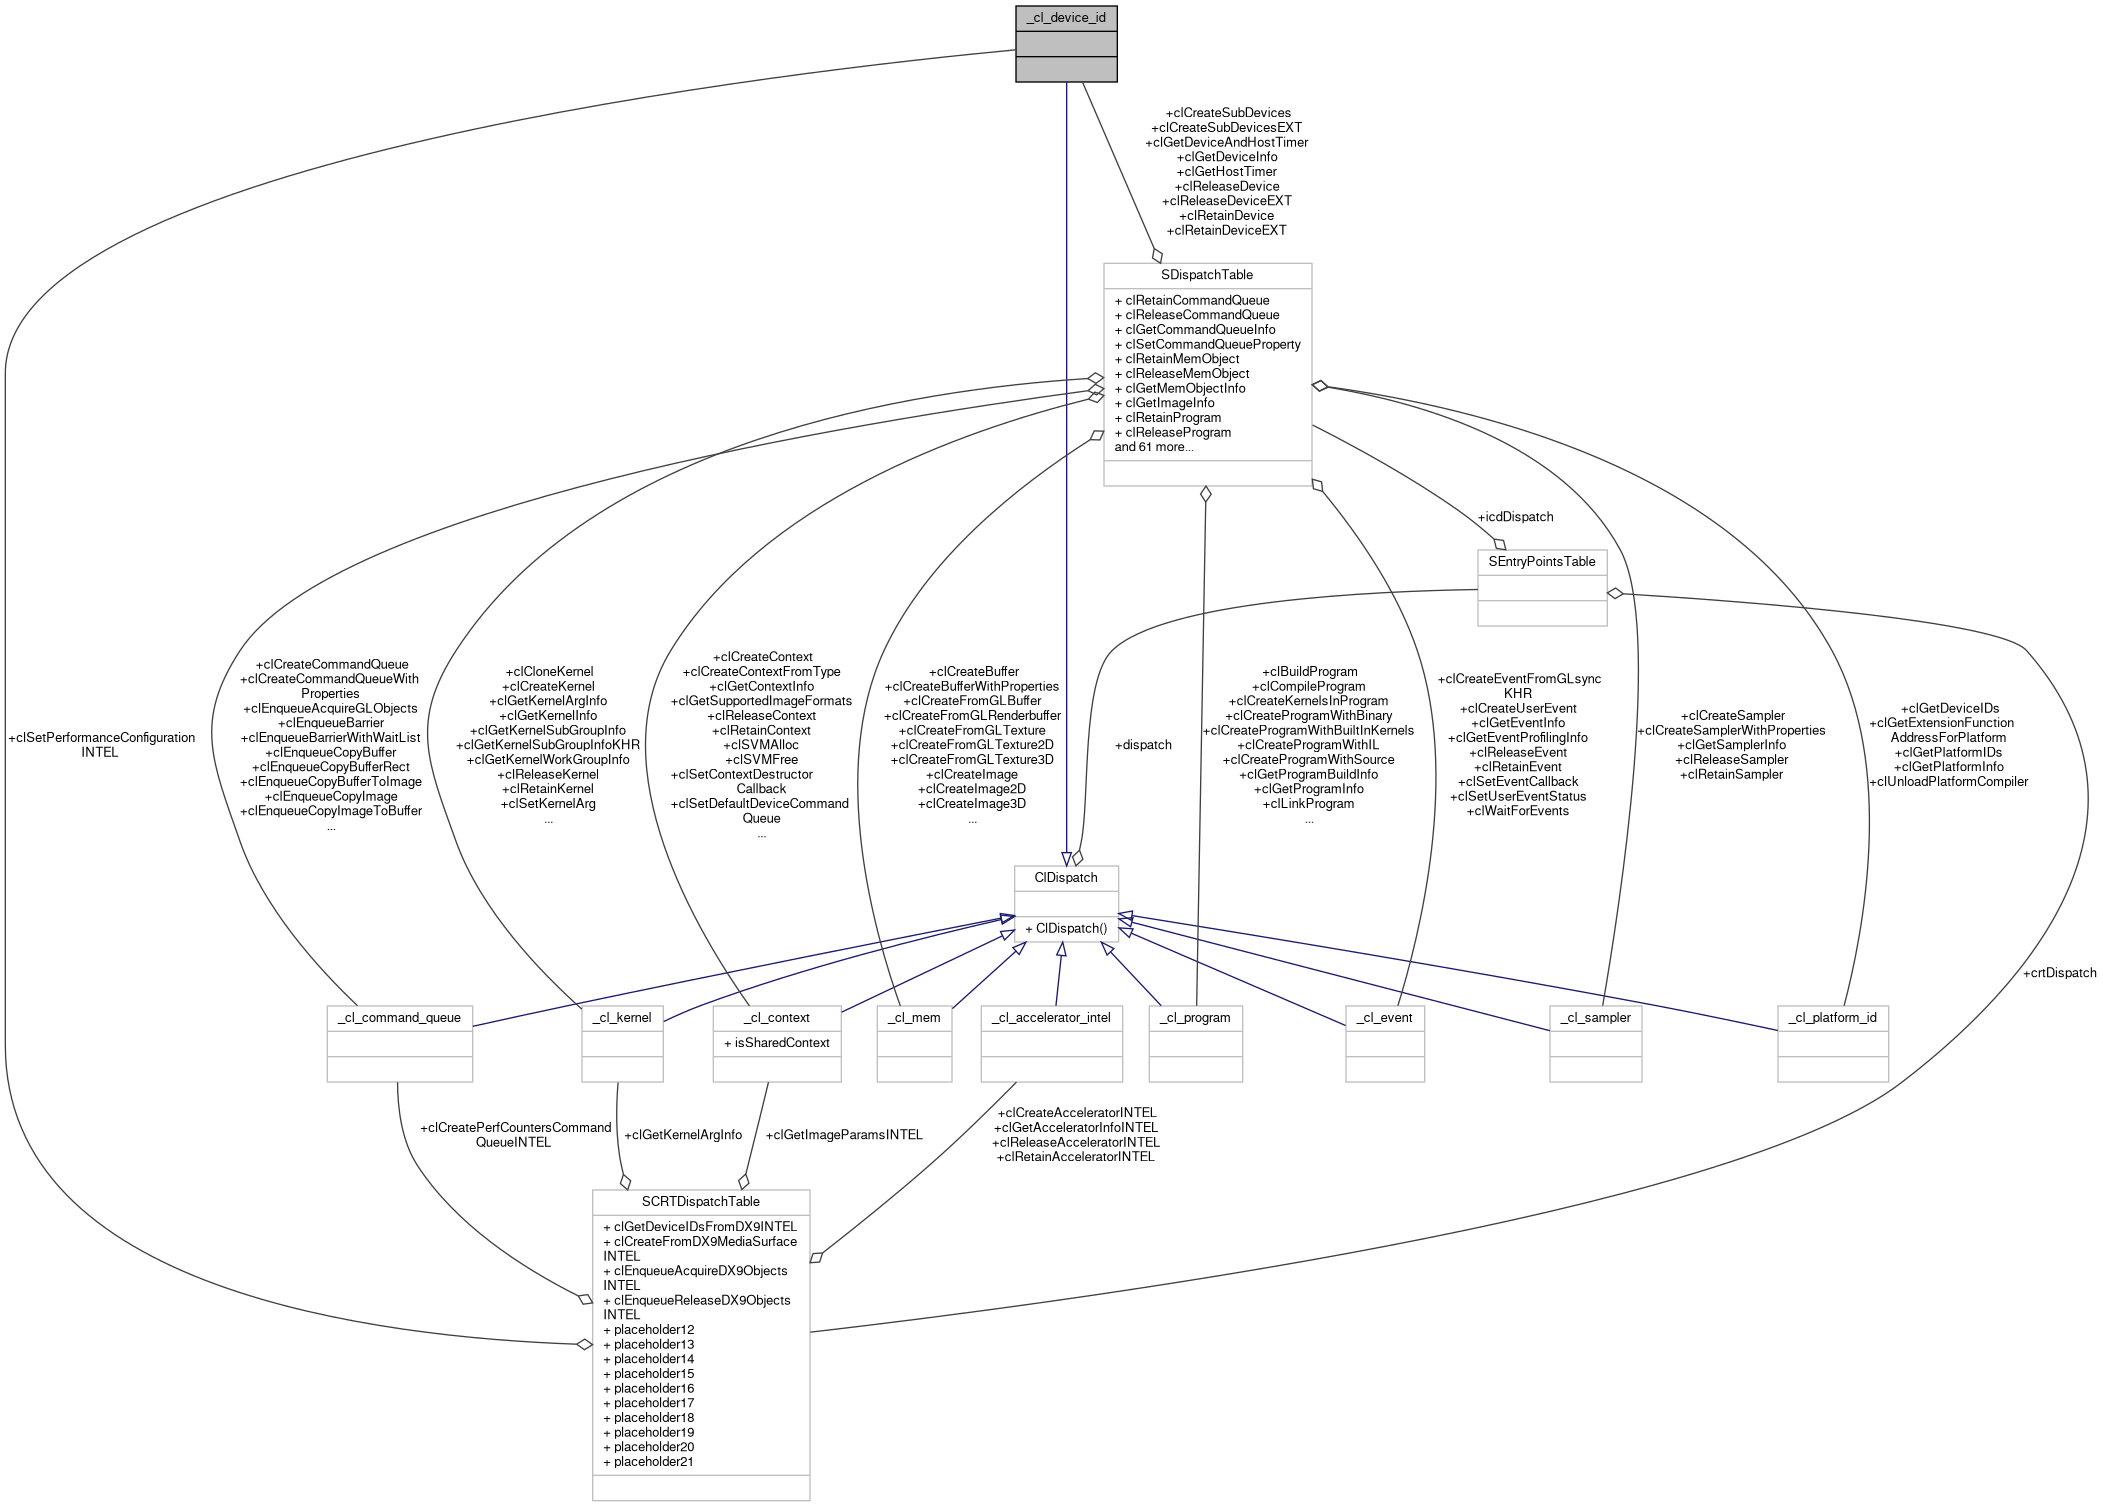 _cl_device_id
+clCreateSubDevices
+clCreateSubDevicesEXT
+clGetDeviceAndHostTimer
+clGetDeviceInfo
+clGetHostTimer
+clReleaseDevice
+clReleaseDeviceEXT
+clRetainDevice
+clRetainDeviceEXT
SDispatchTable
+ clRetainCommandQueue
+ clReleaseCommandQueue
+ clGetCommandQueueInfo
+ clSetCommandQueueProperty
+ clRetainMemObject
+ clReleaseMemObject
+ clGetMemObjectInfo
+ clGetImageInfo
+ clRetainProgram
+ clReleaseProgram
and 61 more...
+icdDispatch
SEntryPointsTable
+clSetPerformanceConfiguration
INTEL
+clCreateCommandQueue
+clCreateCommandQueueWith
Properties
+clEnqueueAcquireGLObjects
+clEnqueueBarrier
+clEnqueueBarrierWithWaitList
+clEnqueueCopyBuffer
+clEnqueueCopyBufferRect
+clEnqueueCopyBufferToImage
+clEnqueueCopyImage
+clEnqueueCopyImageToBuffer
...
+clCloneKernel
+clCreateKernel
+clGetKernelArgInfo
+clGetKernelInfo
+clGetKernelSubGroupInfo
+clGetKernelSubGroupInfoKHR
+clGetKernelWorkGroupInfo
+clReleaseKernel
+clRetainKernel
+clSetKernelArg
...
+clCreateContext
+clCreateContextFromType
+clGetContextInfo
+clGetSupportedImageFormats
+clReleaseContext
+clRetainContext
+clSVMAlloc
+clSVMFree
+clSetContextDestructor
Callback
+clSetDefaultDeviceCommand
Queue
...
+clCreateBuffer
+clCreateBufferWithProperties
+clCreateFromGLBuffer
+clCreateFromGLRenderbuffer
+clCreateFromGLTexture
+clCreateFromGLTexture2D
+clCreateFromGLTexture3D
+clCreateImage
+clCreateImage2D
+clCreateImage3D
...
+dispatch
+clBuildProgram
+clCompileProgram
+clCreateKernelsInProgram
+clCreateProgramWithBinary
+clCreateProgramWithBuiltInKernels
+clCreateProgramWithIL
+clCreateProgramWithSource
+clGetProgramBuildInfo
+clGetProgramInfo
+clLinkProgram
...
+clCreateEventFromGLsync
KHR
+clCreateUserEvent
+clGetEventInfo
+clGetEventProfilingInfo
+clReleaseEvent
+clRetainEvent
+clSetEventCallback
+clSetUserEventStatus
+clWaitForEvents
+clCreateSampler
+clCreateSamplerWithProperties
+clGetSamplerInfo
+clReleaseSampler
+clRetainSampler
+clGetDeviceIDs
+clGetExtensionFunction
AddressForPlatform
+clGetPlatformIDs
+clGetPlatformInfo
+clUnloadPlatformCompiler
ClDispatch
+ ClDispatch()
+crtDispatch
_cl_command_queue
_cl_kernel
_cl_context
+ isSharedContext
_cl_mem
_cl_accelerator_intel
_cl_program
_cl_event
_cl_sampler
_cl_platform_id
+clCreatePerfCountersCommand
QueueINTEL
+clGetKernelArgInfo
+clGetImageParamsINTEL
+clCreateAcceleratorINTEL
+clGetAcceleratorInfoINTEL
+clReleaseAcceleratorINTEL
+clRetainAcceleratorINTEL
SCRTDispatchTable
+ clGetDeviceIDsFromDX9INTEL
+ clCreateFromDX9MediaSurface
INTEL
+ clEnqueueAcquireDX9Objects
INTEL
+ clEnqueueReleaseDX9Objects
INTEL
+ placeholder12
+ placeholder13
+ placeholder14
+ placeholder15
+ placeholder16
+ placeholder17
+ placeholder18
+ placeholder19
+ placeholder20
+ placeholder21